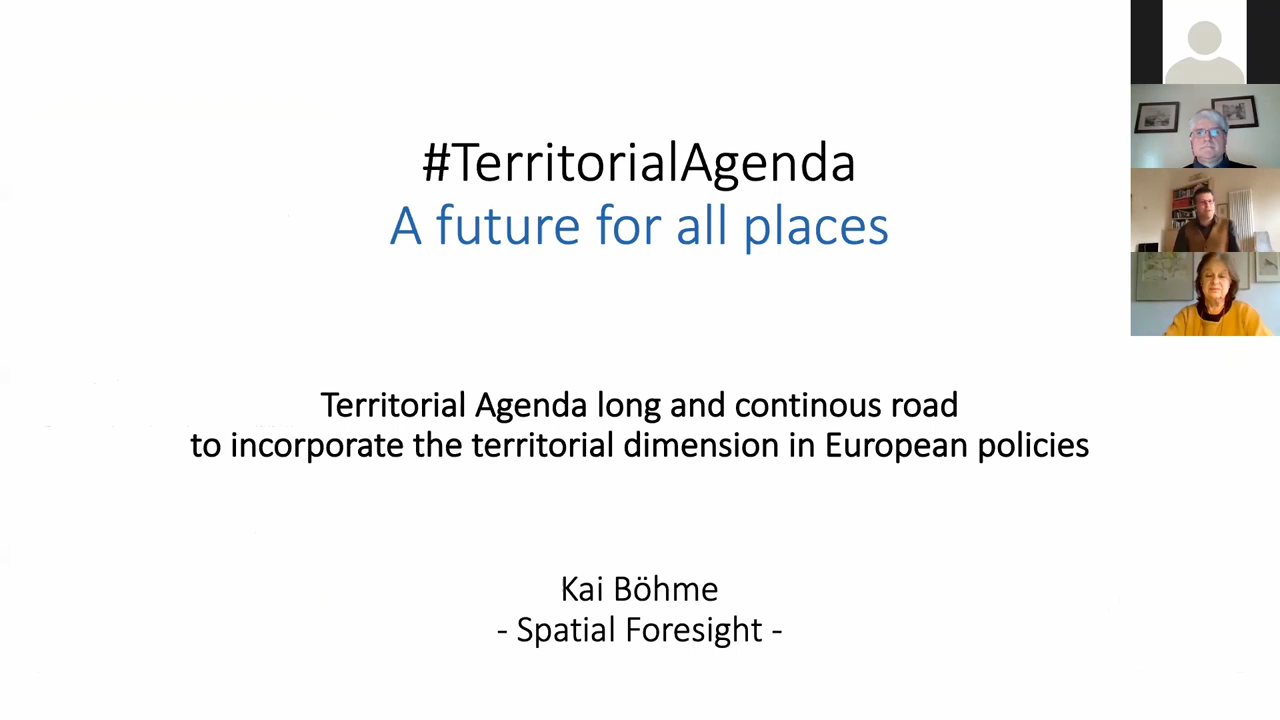 #TerritorialAgenda
A future for all places
Territorial Agenda long and continous road
to incorporate the territorial dimension in European policies
Kai Böhme
- Spatial Foresight -